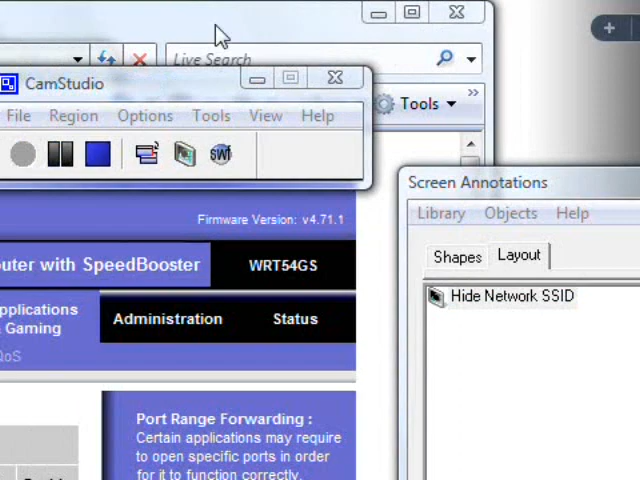 Live Search
CamStudio
File Region Options Tools View Help
Tools
Screen Annotations
Library Objects Help
Shapes Layout
Hide Network SSID
Firmware Version: v4.71.1
with SpeedBooster WRT54GS
& Gaming
Administration Status
QoS
Port Range Forwarding :
Certain applications may require
to open specific ports in order
for it to function correctly.